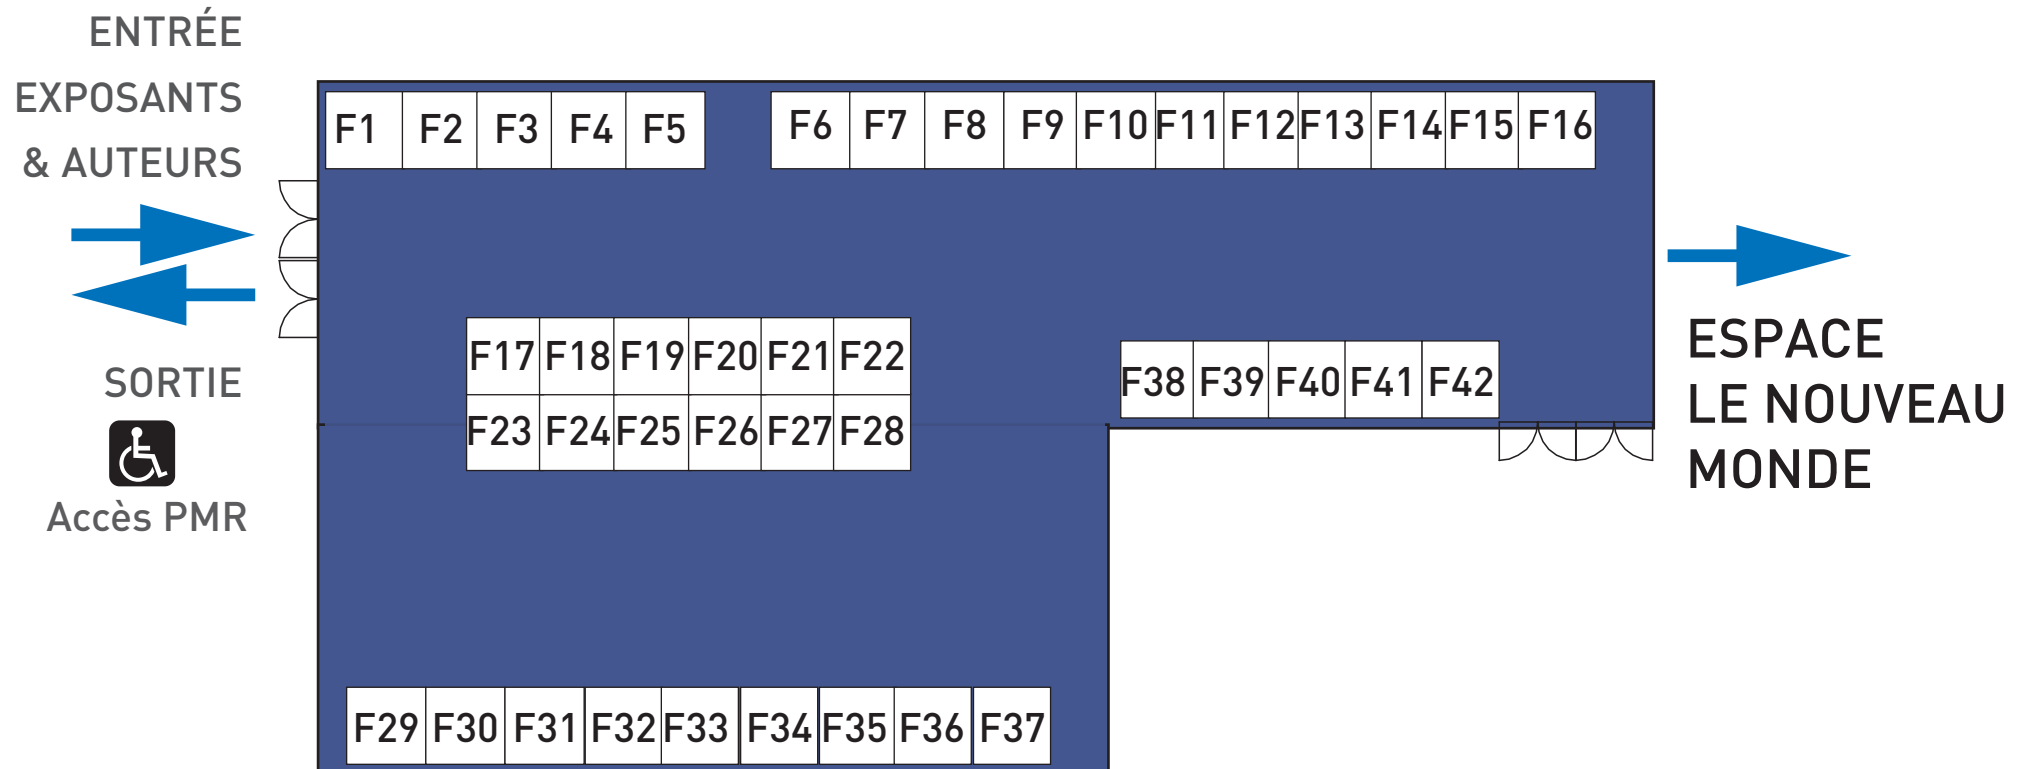 ENTRÉE
EXPOSANTS
& AUTEURS
F1 F2 F3 F4 F5 F6 F7 F8 F9 F10 F11 F12 F13 F14 F15 F16
F17 F18 F19 F20 F21 F22
F23 F24 F25 F26 F27 F28
F38 F39 F40 F41 F42
SORTIE
Accès PMR
ESPACE
LE NOUVEAU
MONDE
F29 F30 F31 F32 F33 F34 F35 F36 F37